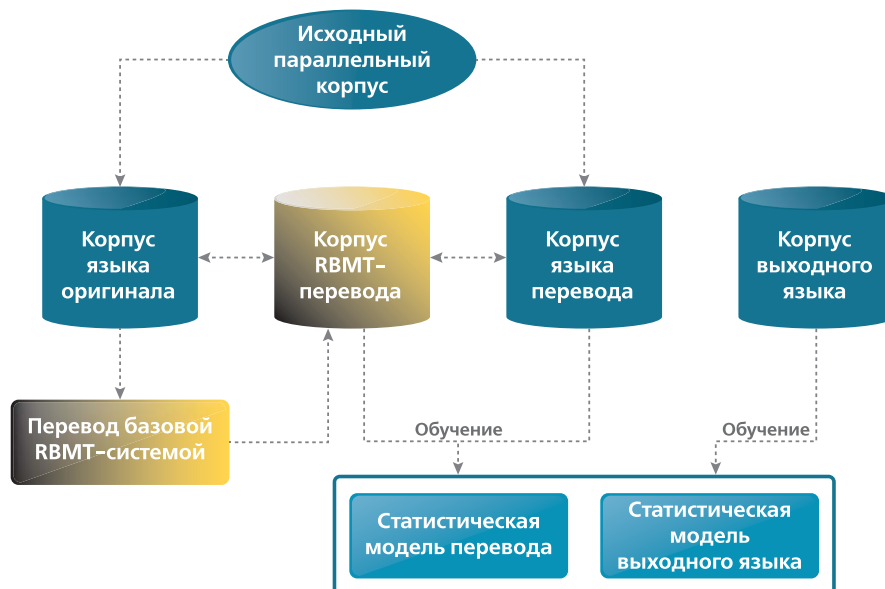 Исходный
параллельный
корпус
Корпус
языка
оригинала
Корпус
RBMT-
перевода
Корпус
языка
перевода
Корпус
выходного
языка
Перевод базовой
RBMT-системой
Обучение
Обучение
Статистическая
модель перевода
Статистическая
модель
выходного языка